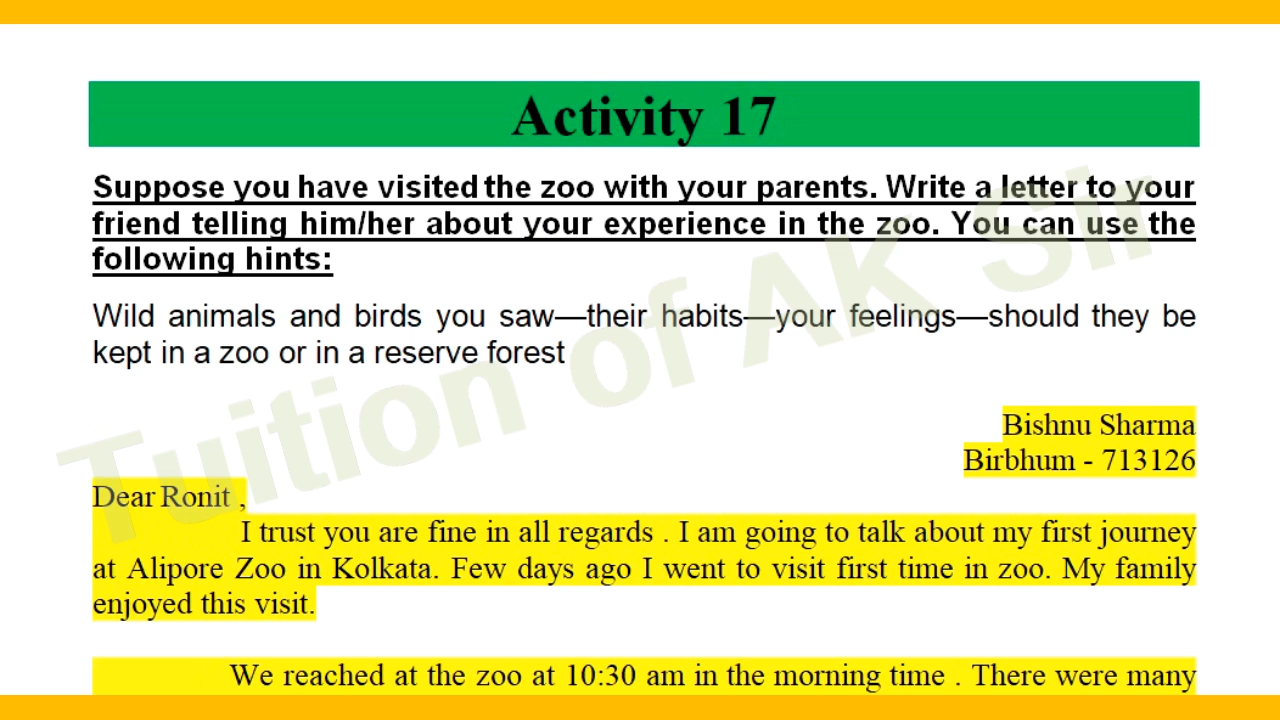 Activity 17
Suppose you have visited the zoo with your parents. Write a letter to your
friend telling him/her about your experience in the zoo. You can use the
following hints:
Wild animals and birds you saw—their habits—your feelings—should they be
kept in a zoo or in a reserve forest
Tuition of AK Sir
Bishnu Sharma
Birbhum - 713126
Dear Ronit ,
I trust you are fine in all regards . I am going to talk about my first journey
at Alipore Zoo in Kolkata. Few days ago I went to visit first time in zoo. My family
enjoyed this visit.
We reached at the zoo at 10:30 am in the morning time . There were many